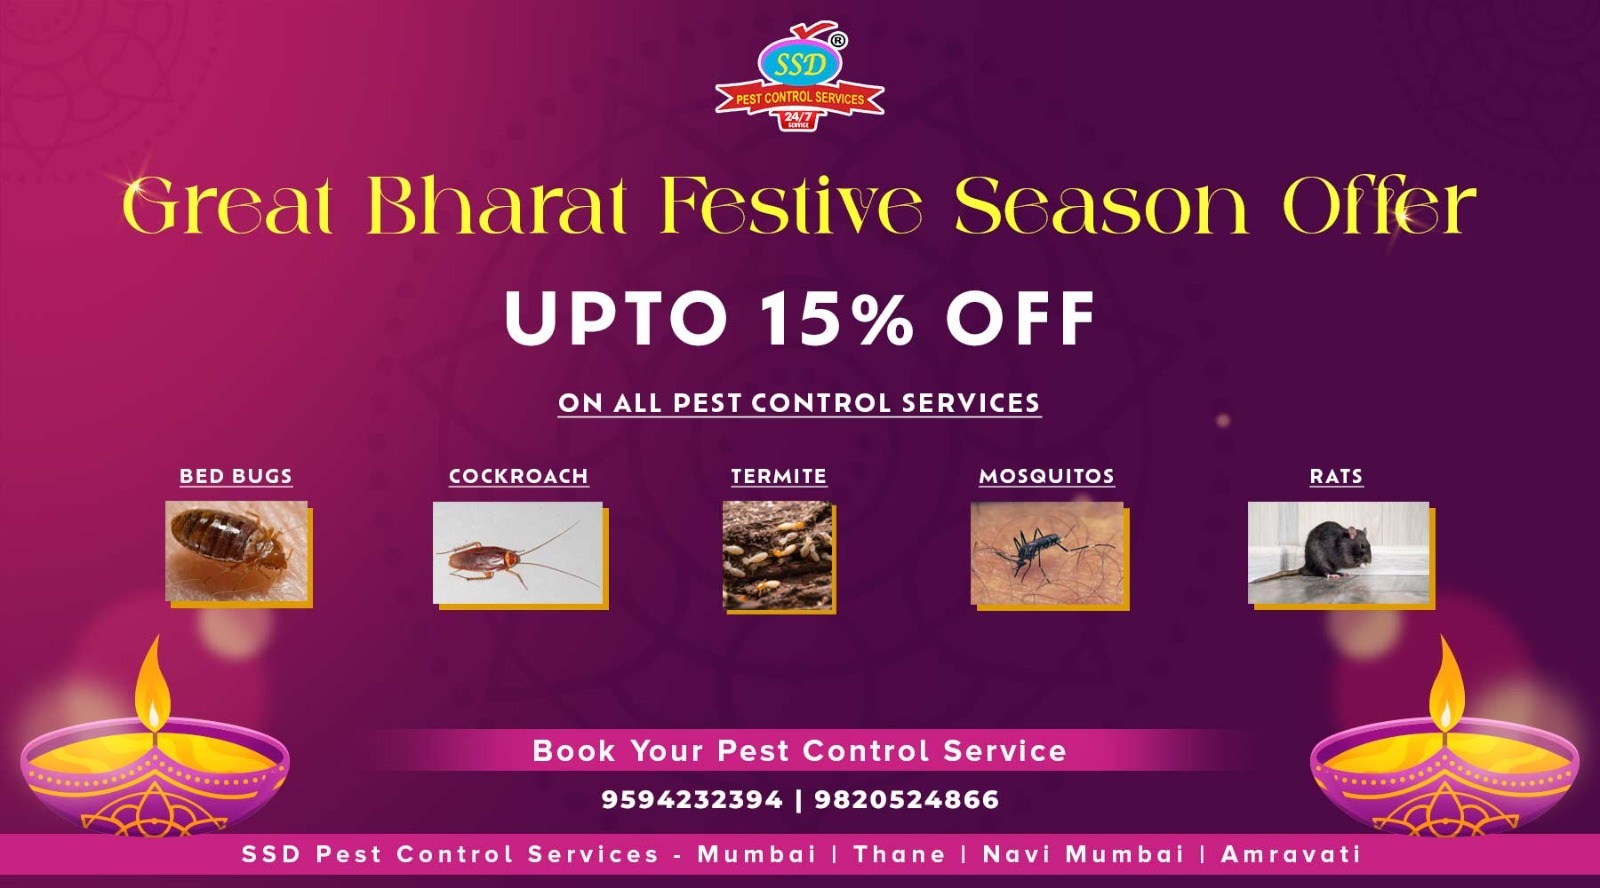 SSD
®
PEST CONTROL SERVICES
24/7
SERVICE
Great Bharat Festive Season Offer
UPTO 15% OFF
ON ALL PEST CONTROL SERVICES
BED BUGS
COCKROACH
TERMITE
MOSQUITOS
RATS
Book Your Pest Control Service
9594232394 | 9820524866
SSD Pest Control Services - Mumbai | Thane | Navi Mumbai | Amravati